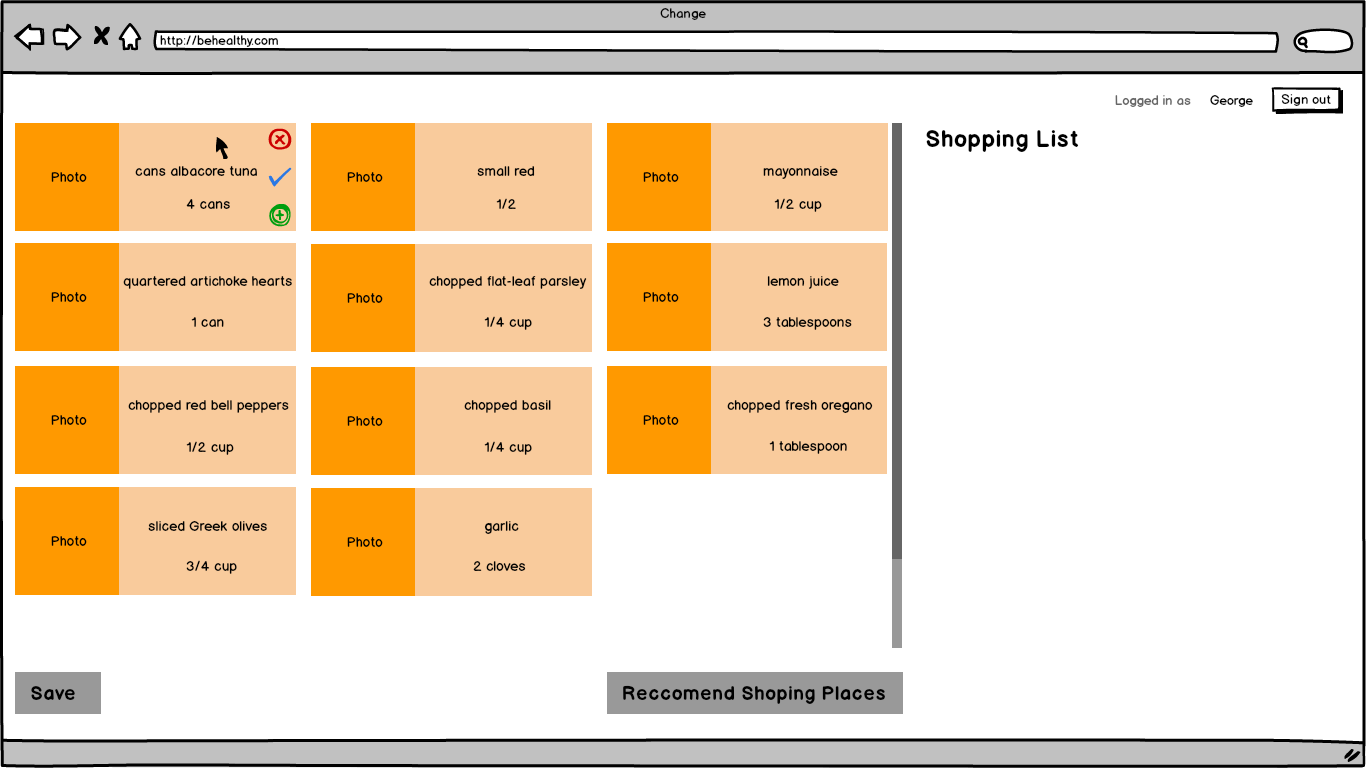 Change
http://behealthy.com
Logged in as George Sign out
Shopping List
Photo
cans albacore tuna
4 cans
Photo
small red
1/2
Photo
mayonnaise
1/2 cup
Photo
quartered artichoke hearts
1 can
Photo
chopped flat-leaf parsley
1/4 cup
Photo
lemon juice
3 tablespoons
Photo
chopped red bell peppers
1/2 cup
Photo
chopped basil
1/4 cup
Photo
chopped fresh oregano
1 tablespoon
Photo
sliced Greek olives
3/4 cup
Photo
garlic
2 cloves
Save
Reccomend Shoping Places